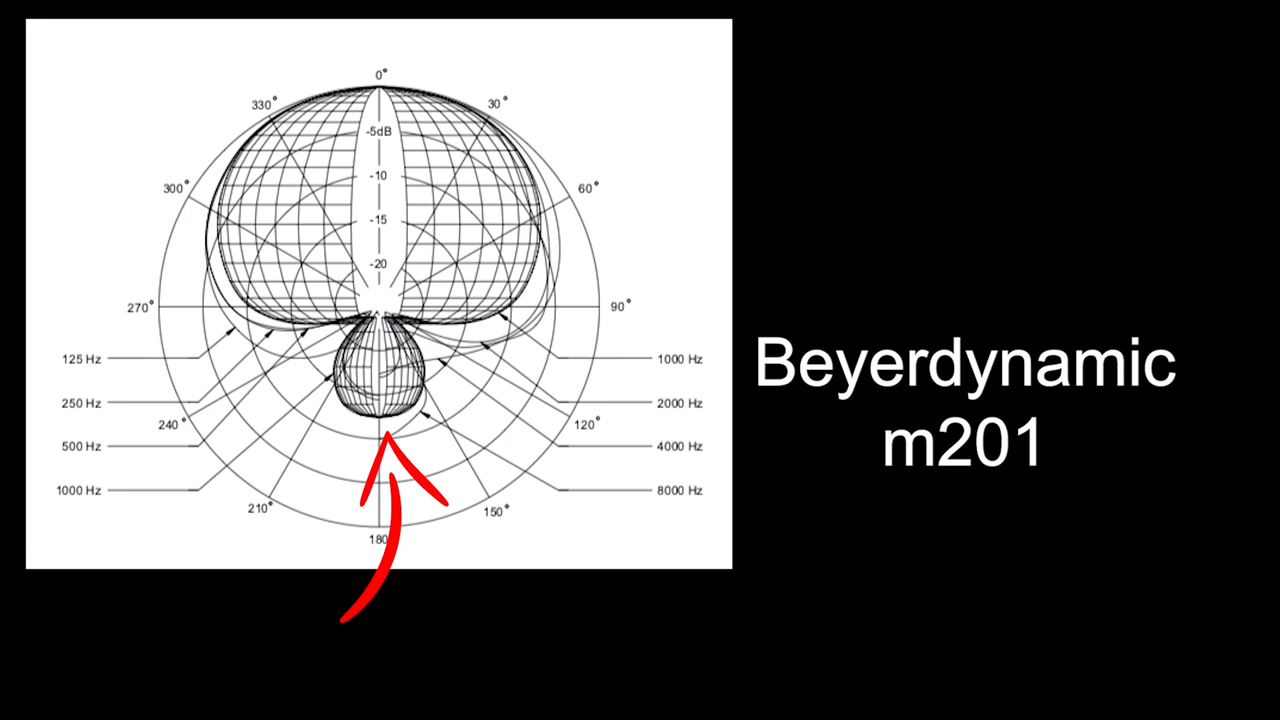 0°
330°
30°
-5dB
300°
-10
60°
-15
-20
270°
90°
125 Hz
1000 Hz
250 Hz
2000 Hz
240°
120°
500 Hz
4000 Hz
1000 Hz
8000 Hz
210°
150°
180
Beyerdynamic
m201